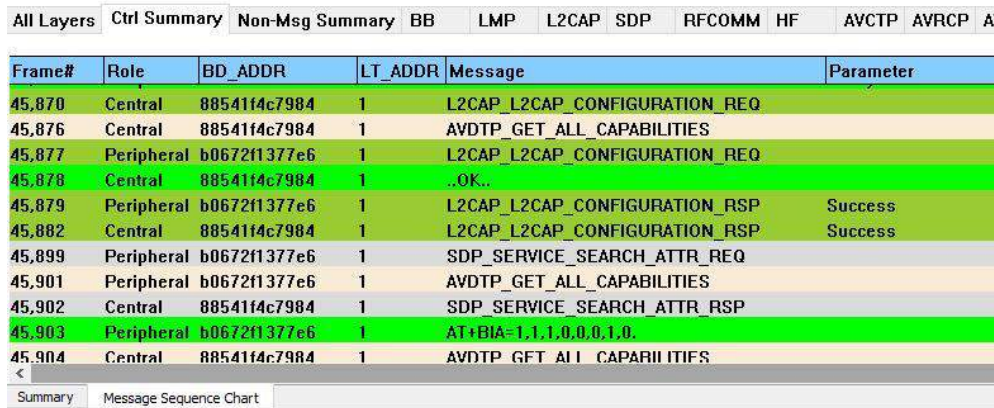 All Layers Ctrl Summary Non-Msg Summary BB LMP L2CAP SDP RFCOMM HF AVCTP AVRCP
Frame# Role BD_ADDR LT_ADDR Message Parameter
45,870 Central 88541f4c7984 1 L2CAP_L2CAP_CONFIGURATION_REQ
45,876 Central 88541f4c7984 1 AVDTP_GET_ALL_CAPABILITIES
45,877 Peripheral b0672f1377e6 1 L2CAP_L2CAP_CONFIGURATION_REQ
45,878 Central 88541f4c7984 1 ..OK..
45,879 Peripheral b0672f1377e6 1 L2CAP_L2CAP_CONFIGURATION_RSP Success
45,882 Central 88541f4c7984 1 L2CAP_L2CAP_CONFIGURATION_RSP Success
45,899 Peripheral b0672f1377e6 1 SDP_SERVICE_SEARCH_ATTR_REQ
45,901 Peripheral b0672f1377e6 1 AVDTP_GET_ALL_CAPABILITIES
45,902 Central 88541f4c7984 1 SDP_SERVICE_SEARCH_ATTR_RSP
45,903 Peripheral b0672f1377e6 1 AT+BIA=1,1,1,0,0,0,1,0.
45,904 Central 88541f4c7984 1 AVDTP_GET_ALL_CAPABILITIES
Summary Message Sequence Chart